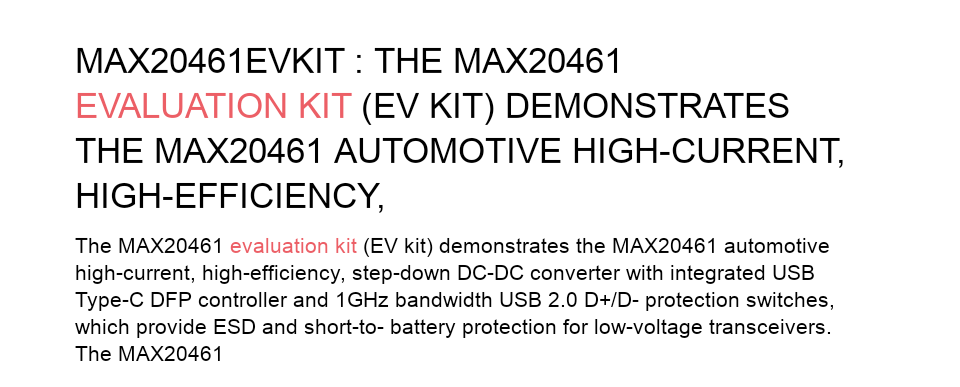 MAX20461EVKIT : THE MAX20461
EVALUATION KIT (EV KIT) DEMONSTRATES
THE MAX20461 AUTOMOTIVE HIGH-CURRENT,
HIGH-EFFICIENCY,
The MAX20461 evaluation kit (EV kit) demonstrates the MAX20461 automotive
high-current, high-efficiency, step-down DC-DC converter with integrated USB
Type-C DFP controller and 1GHz bandwidth USB 2.0 D+/D- protection switches,
which provide ESD and short-to- battery protection for low-voltage transceivers.
The MAX20461